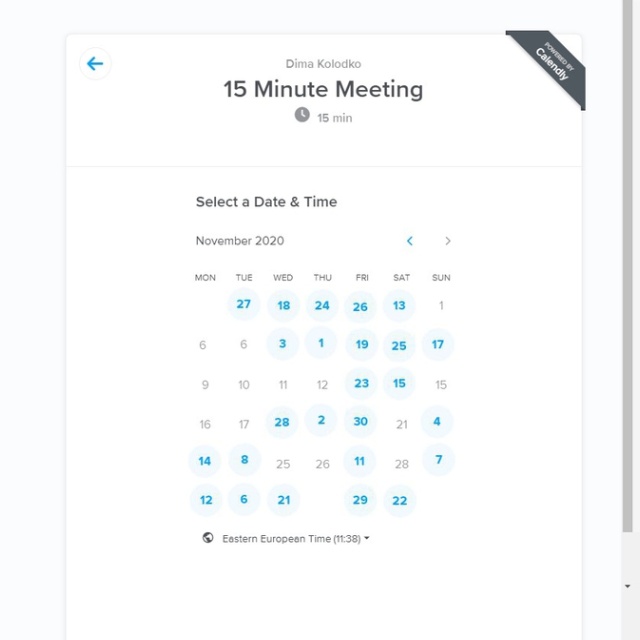 POWERED BY
Calendly
Dima Kolodko
15 Minute Meeting
15 min
Select a Date & Time
November 2020
MON TUE WED THU FRI SAT SUN
27 18 24 26 13 1
6 6 3 1 19 25 17
9 10 11 12 23 15 15
16 17 28 2 30 21 4
14 8 25 26 11 28 7
12 6 21 29 22
Eastern European Time (11:38)